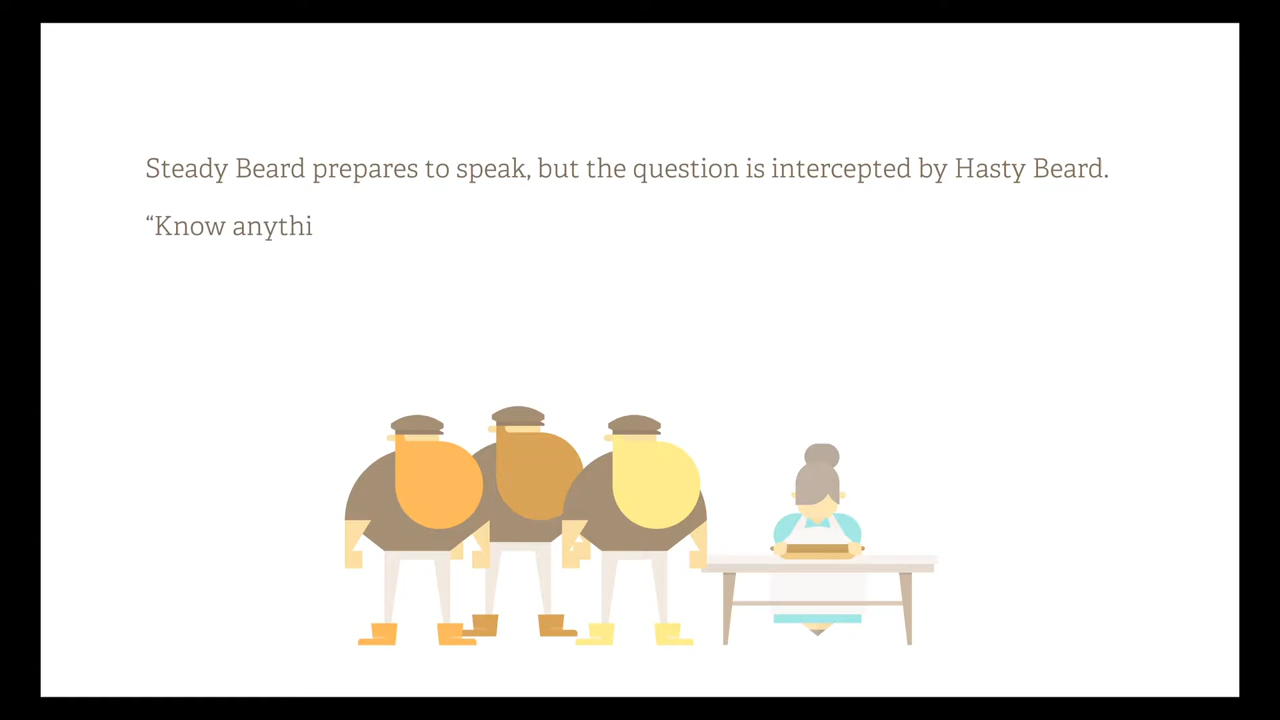 Steady Beard prepares to speak, but the question is intercepted by Hasty Beard.
“Know anythi